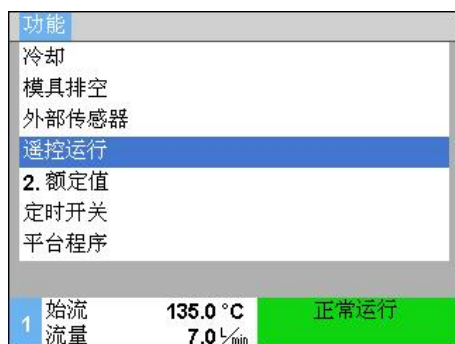 功能
冷却
模具排空
外部传感器
遥控运行
2. 额定值
定时开关
平台程序
1 始流 135.0 °C 正常运行
流量 7.0 L/min